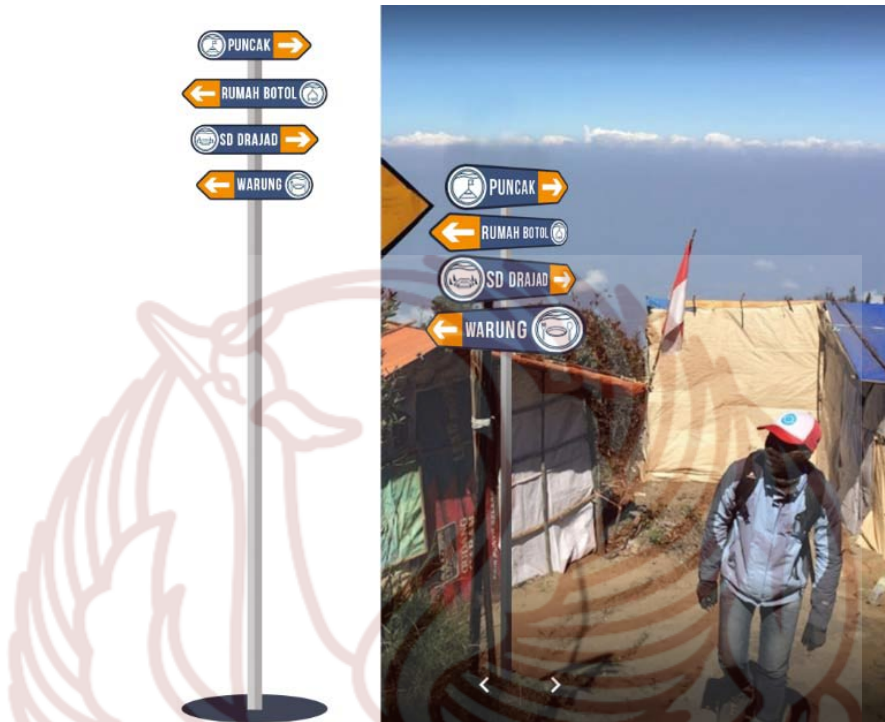 PUNCAK
RUMAH BOTOL
SD DRAJAD
WARUNG
PUNCAK
RUMAH BOTOL
SD DRAJAD
WARUNG